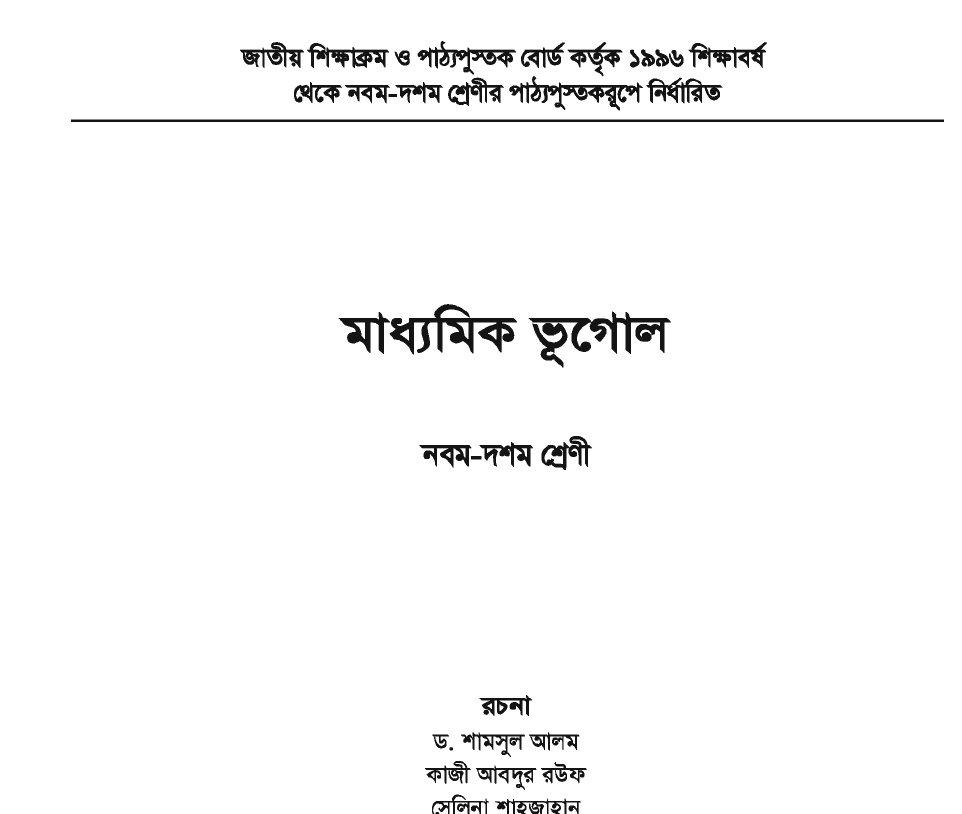 জাতীয় শিক্ষাক্রম ও পাঠ্যপুস্তক বোর্ড কর্তৃক ১৯৯৬ শিক্ষাবর্ষ
থেকে নবম-দশম শ্রেণীর পাঠ্যপুস্তকরূপে নির্ধারিত
মাধ্যমিক ভূগোল
নবম-দশম শ্রেণী
রচনা
ড. শামসুল আলম
কাজী আবদুর রউফ
সেলিনা শাহজাহান